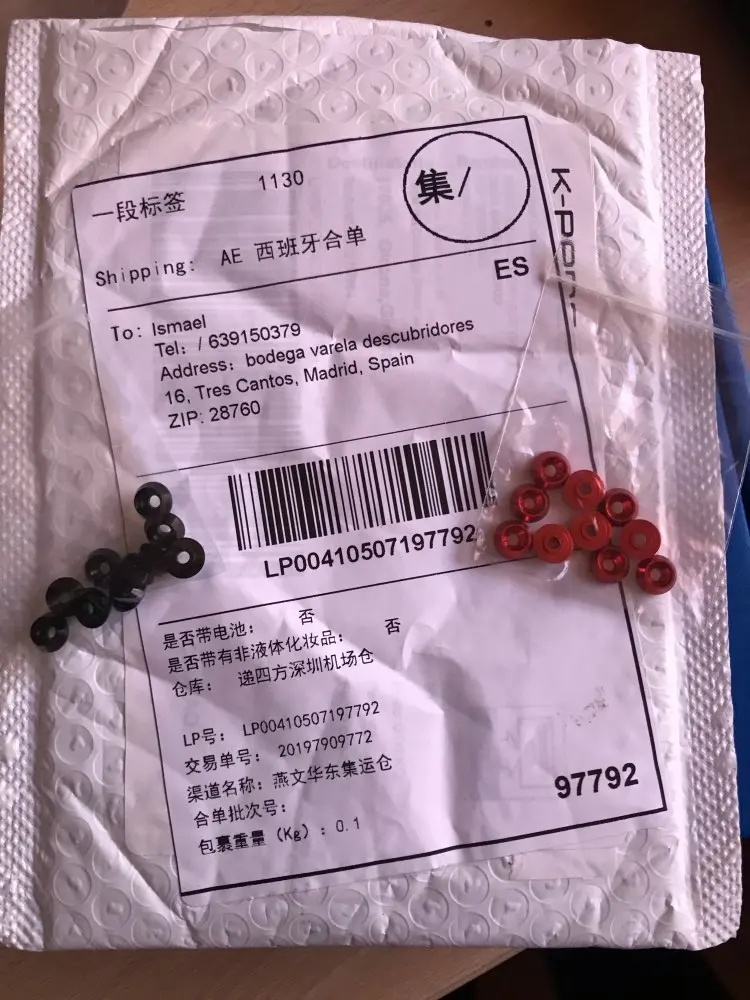 一段标签
1130
集/
Shipping: AE 西班牙合单
ES
To: Ismael
Tel: / 639150379
Address: bodega varela descubridores
16, Tres Cantos, Madrid, Spain
ZIP: 28760
LP00410507197792
是否带电池: 否
是否带有非液体化妆品: 否
仓库: 递四方深圳机场仓
LP号: LP00410507197792
交易单号: 20197909772
渠道名称: 燕文华东集运仓
合单批次号:
包裹重量 (Kg) : 0.1
97792